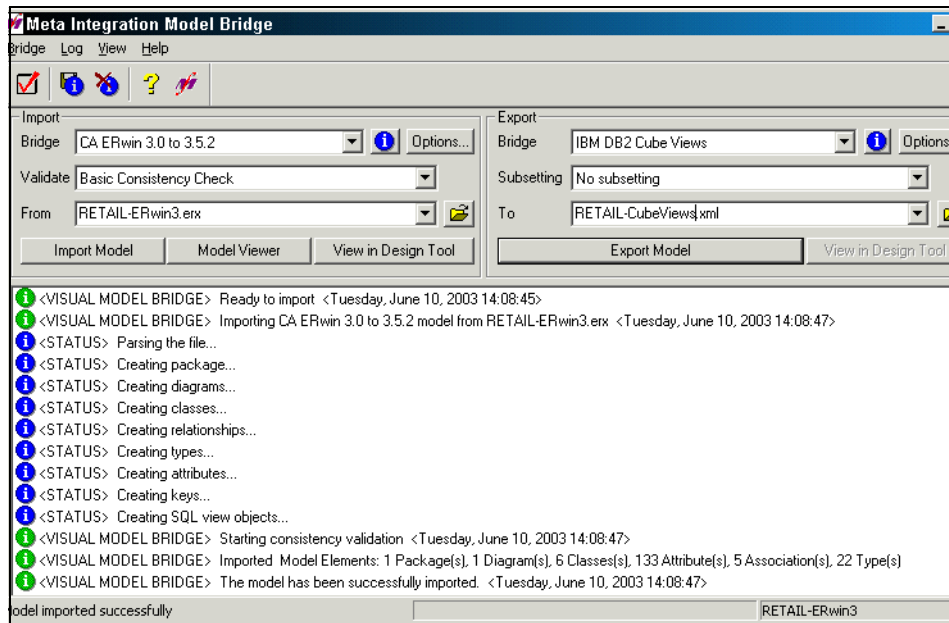 Meta Integration Model Bridge
Bridge Log View Help
Import
Bridge CA ERwin 3.0 to 3.5.2 Options...
Validate Basic Consistency Check
From RETAIL-ERwin3.erx
Import Model Model Viewer View in Design Tool
Export
Bridge IBM DB2 Cube Views Options
Subsetting No subsetting
To RETAIL-CubeViews.xml
Export Model View in Design Tool
<VISUAL MODEL BRIDGE> Ready to import <Tuesday, June 10, 2003 14:08:45>
<VISUAL MODEL BRIDGE> Importing CA ERwin 3.0 to 3.5.2 model from RETAIL-ERwin3.erx <Tuesday, June 10, 2003 14:08:47>
<STATUS> Parsing the file...
<STATUS> Creating package...
<STATUS> Creating diagrams...
<STATUS> Creating classes...
<STATUS> Creating relationships...
<STATUS> Creating types...
<STATUS> Creating attributes...
<STATUS> Creating keys...
<STATUS> Creating SQL view objects...
<VISUAL MODEL BRIDGE> Starting consistency validation <Tuesday, June 10, 2003 14:08:47>
<VISUAL MODEL BRIDGE> Imported Model Elements: 1 Package(s), 1 Diagram(s), 6 Classes(s), 133 Attribute(s), 5 Association(s), 22 Type(s)
<VISUAL MODEL BRIDGE> The model has been successfully imported. <Tuesday, June 10, 2003 14:08:47>
odel imported successfully RETAIL-ERwin3